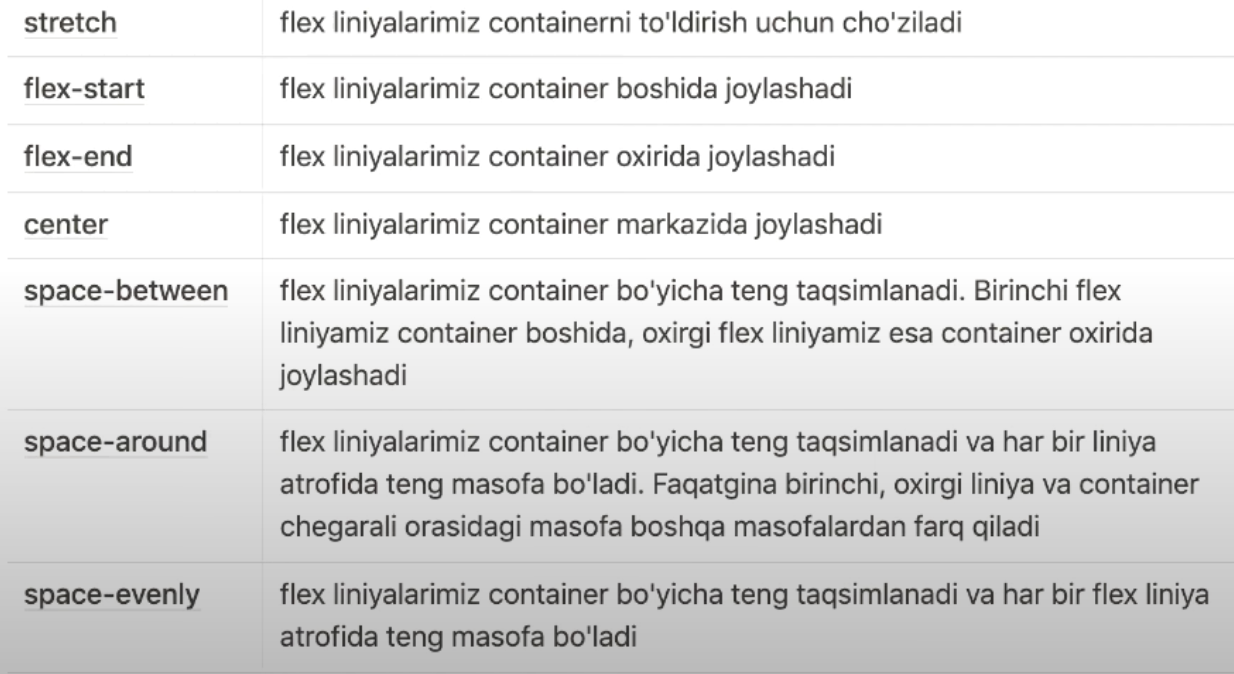 stretch flex liniyalarimiz containerni to'ldirish uchun cho'ziladi
flex-start flex liniyalarimiz container boshida joylashadi
flex-end flex liniyalarimiz container oxirida joylashadi
center flex liniyalarimiz container markazida joylashadi
space-between flex liniyalarimiz container bo'yicha teng taqsimlanadi. Birinchi flex
liniyamiz container boshida, oxirgi flex liniyamiz esa container oxirida
joylashadi
space-around flex liniyalarimiz container bo'yicha teng taqsimlanadi va har bir liniya
atrofida teng masofa bo'ladi. Faqatgina birinchi, oxirgi liniya va container
chegarali orasidagi masofa boshqa masofalardan farq qiladi
space-evenly flex liniyalarimiz container bo'yicha teng taqsimlanadi va har bir flex liniya
atrofida teng masofa bo'ladi